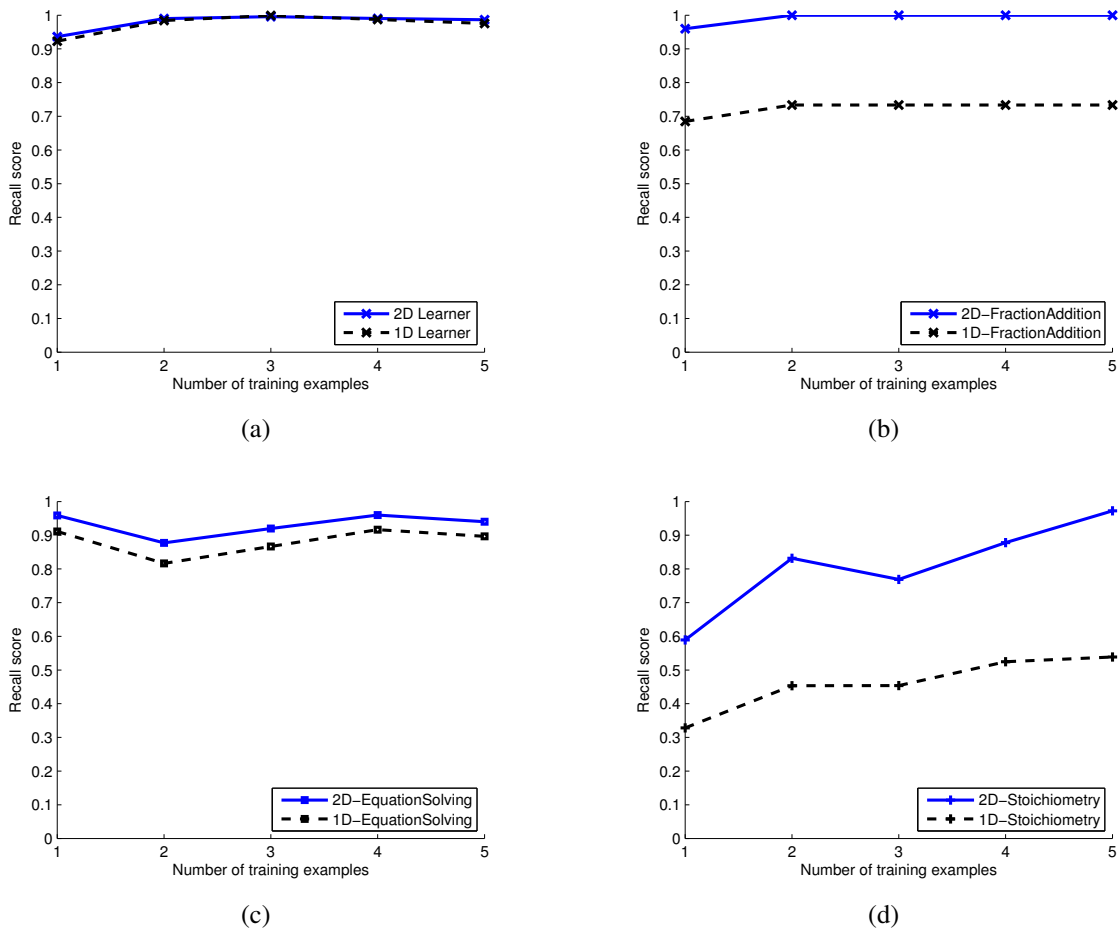 1
0.9
0.8
0.7
0.6
0.5
0.4
0.3
0.2
0.1
0
Recall score
2D Learner
1D Learner
1 2 3 4 5
Number of training examples
(a)
1
0.9
0.8
0.7
0.6
0.5
0.4
0.3
0.2
0.1
0
Recall score
2D−FractionAddition
1D−FractionAddition
1 2 3 4 5
Number of training examples
(b)
1
0.9
0.8
0.7
0.6
0.5
0.4
0.3
0.2
0.1
0
Recall score
2D−EquationSolving
1D−EquationSolving
1 2 3 4 5
Number of training examples
(c)
1
0.9
0.8
0.7
0.6
0.5
0.4
0.3
0.2
0.1
0
Recall score
2D−Stoichiometry
1D−Stoichiometry
1 2 3 4 5
Number of training examples
(d)